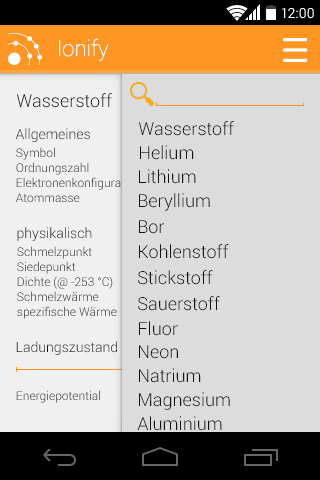 12:00
Ionify
Wasserstoff
Allgemeines
Symbol
Ordnungszahl
Elektronenkonfigura
Atommasse
physikalisch
Schmelzpunkt
Siedepunkt
Dichte (@ -253 °C)
Schmelzwärme
spezifische Wärme
Ladungszustand
Energiepotential
Wasserstoff
Helium
Lithium
Beryllium
Bor
Kohlenstoff
Stickstoff
Sauerstoff
Fluor
Neon
Natrium
Magnesium
Aluminium